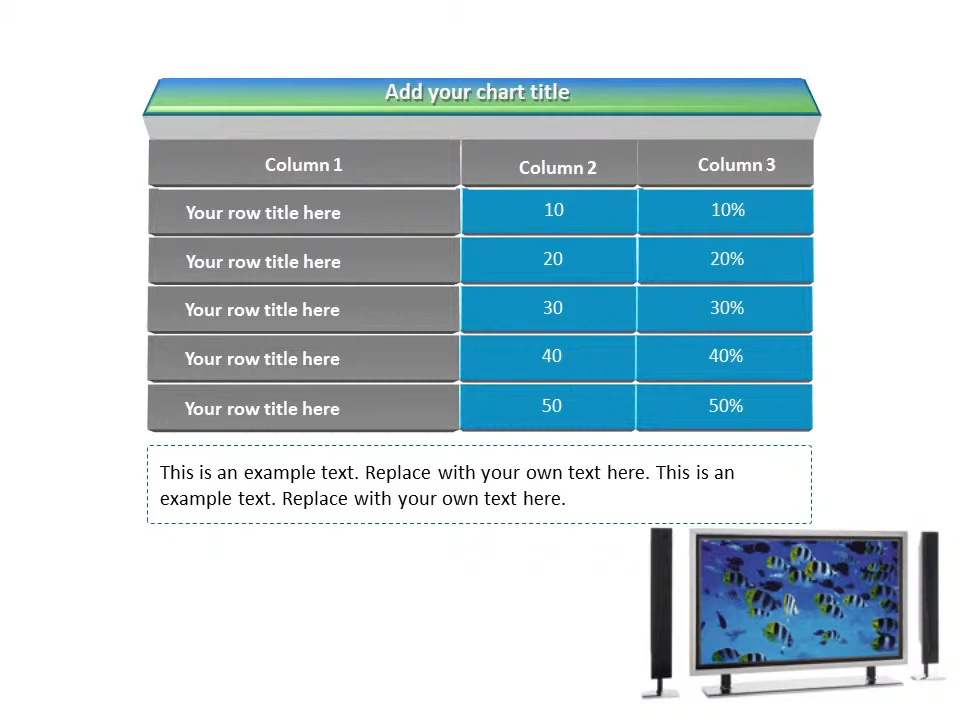 Add your chart title
Column 1 Column 2 Column 3
Your row title here 10 10%
Your row title here 20 20%
Your row title here 30 30%
Your row title here 40 40%
Your row title here 50 50%
This is an example text. Replace with your own text here. This is an
example text. Replace with your own text here.